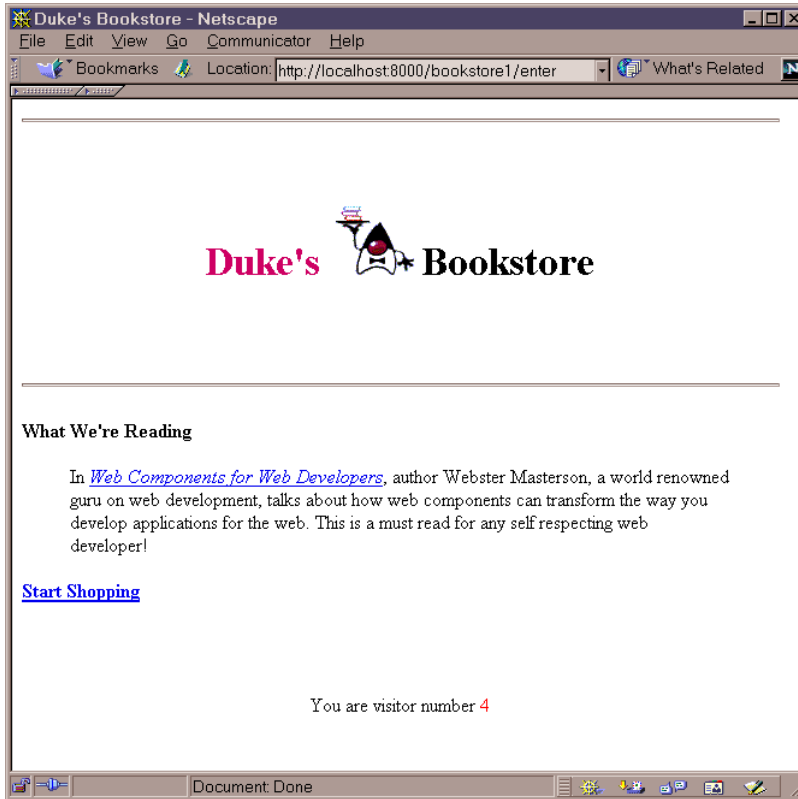 Duke's Bookstore - Netscape
File Edit View Go Communicator Help
Bookmarks Location: http://localhost:8000/bookstore1/enter What's Related N
Duke's Bookstore
What We're Reading
In Web Components for Web Developers, author Webster Masterson, a world renowned
guru on web development, talks about how web components can transform the way you
develop applications for the web. This is a must read for any self respecting web
developer!
Start Shopping
You are visitor number 4
Document: Done